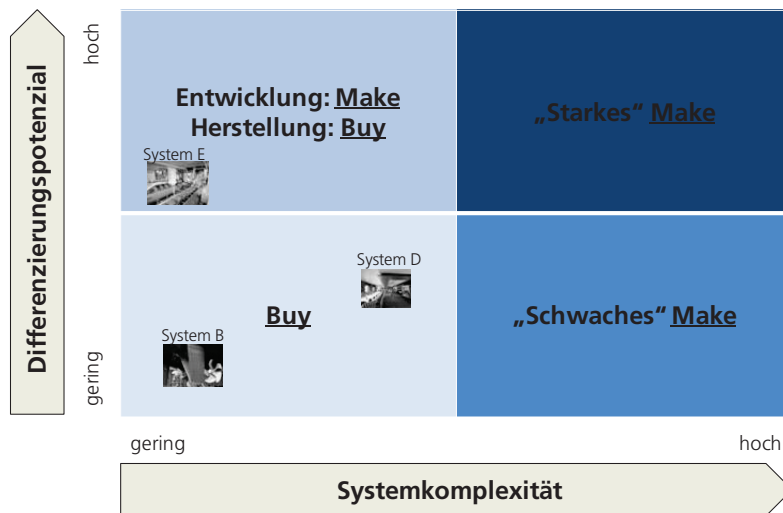 Differenzierungspotenzial
hoch
gering
Entwicklung: Make
Herstellung: Buy
„Starkes“ Make
System E
System D
Buy
System B
„Schwaches“ Make
gering
hoch
Systemkomplexität